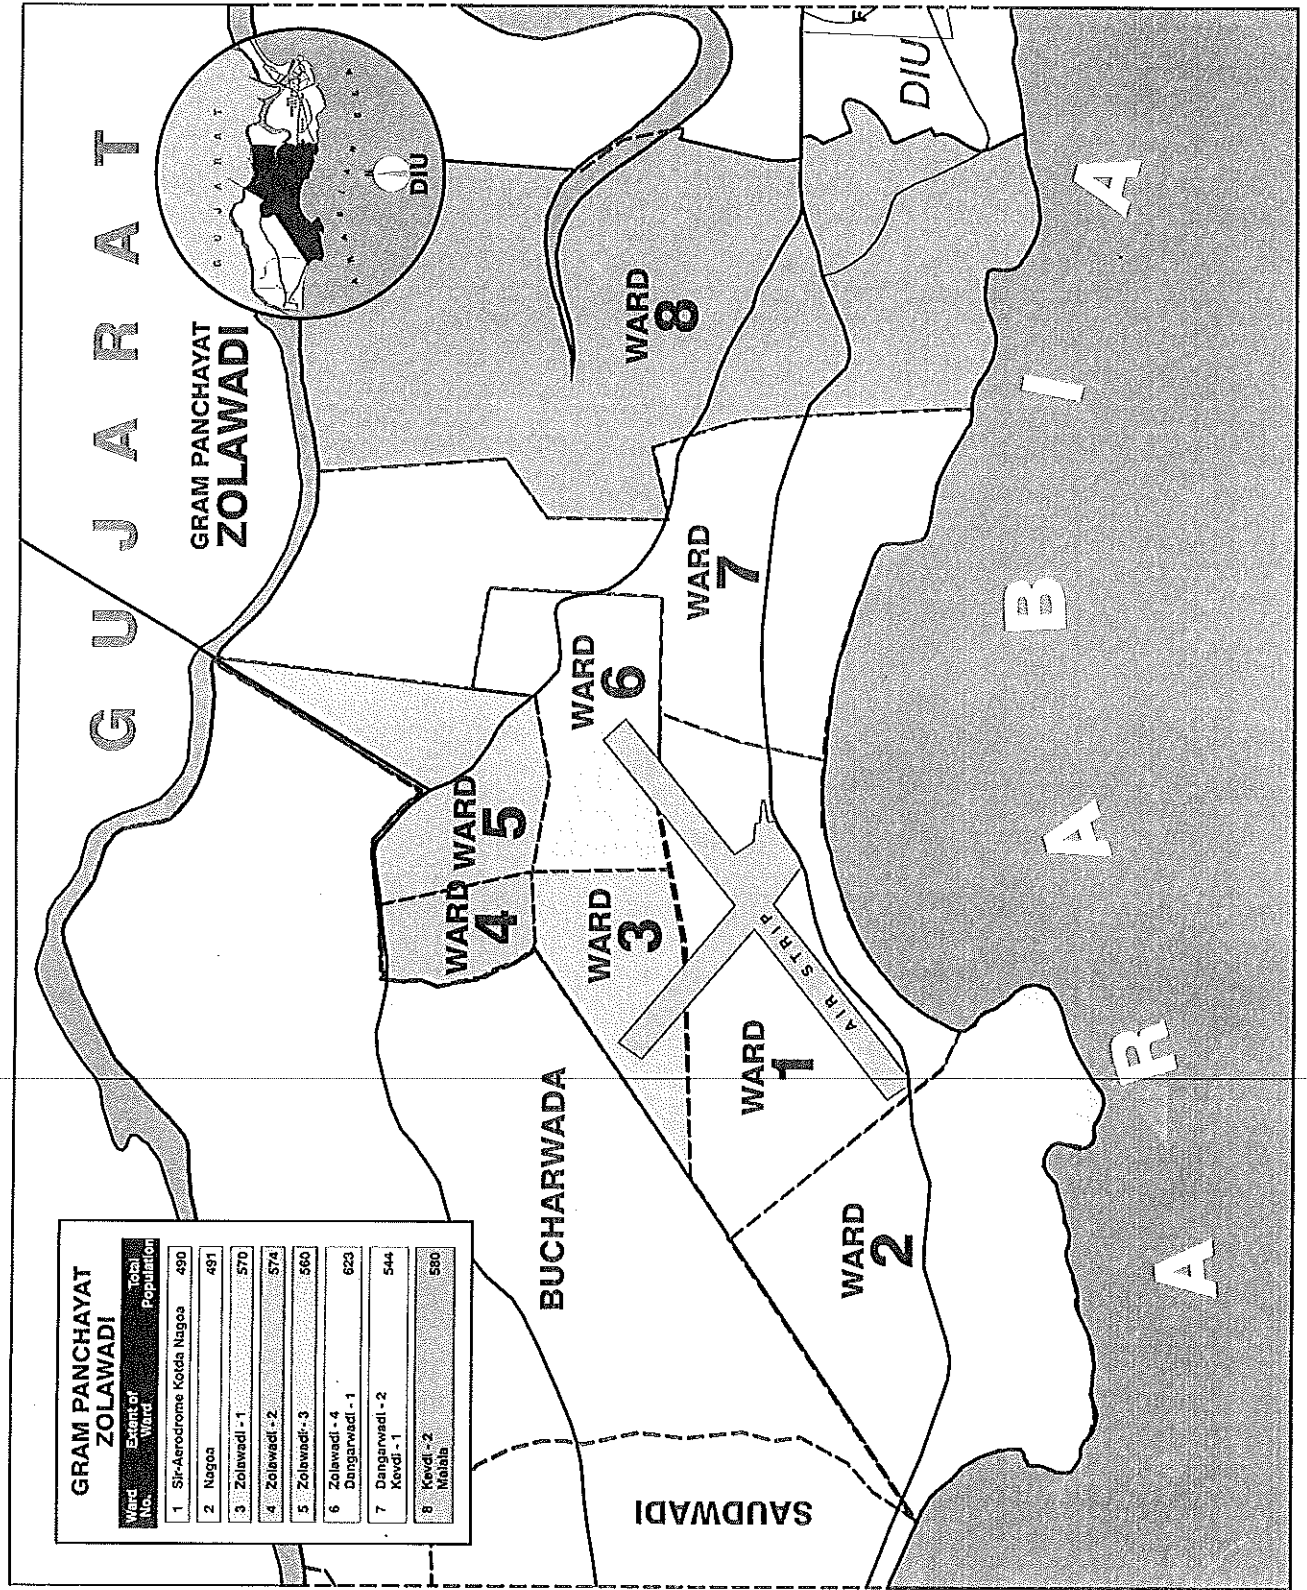 GRAM PANCHAYAT
ZOLAWADI
Ward No. Extent of Ward Total Population
1 Sir-Aerodrome Kotda Nagoa 490
2 Nagoa 491
3 Zolawadi - 1 570
4 Zolawadi - 2 574
5 Zolawadi - 3 560
6 Zolawadi - 4 623
Dangarwadi - 1
7 Dangarwadi - 2 544
Kevdi - 1
8 Kevdi - 2 580
Malala
GUJARAT
GRAM PANCHAYAT
ZOLAWADI
GUJARAT
ARABIAN SEA
N
DIU
BUCHARWADA
SAUDWADI
WARD
4
WARD
5
WARD
3
WARD
6
WARD
8
WARD
7
WARD
1
WARD
2
AIR STRIP
DIU
ARABIA